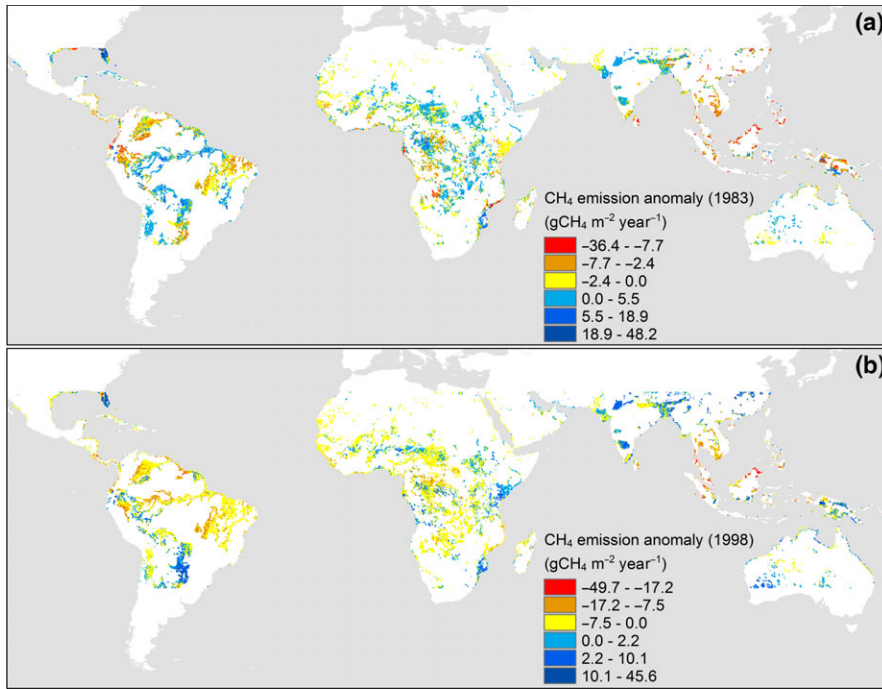 (a)
CH₄ emission anomaly (1983)
(gCH₄ m⁻² year⁻¹)
−36.4 - −7.7
−7.7 - −2.4
−2.4 - 0.0
0.0 - 5.5
5.5 - 18.9
18.9 - 48.2
(b)
CH₄ emission anomaly (1998)
(gCH₄ m⁻² year⁻¹)
−49.7 - −17.2
−17.2 - −7.5
−7.5 - 0.0
0.0 - 2.2
2.2 - 10.1
10.1 - 45.6